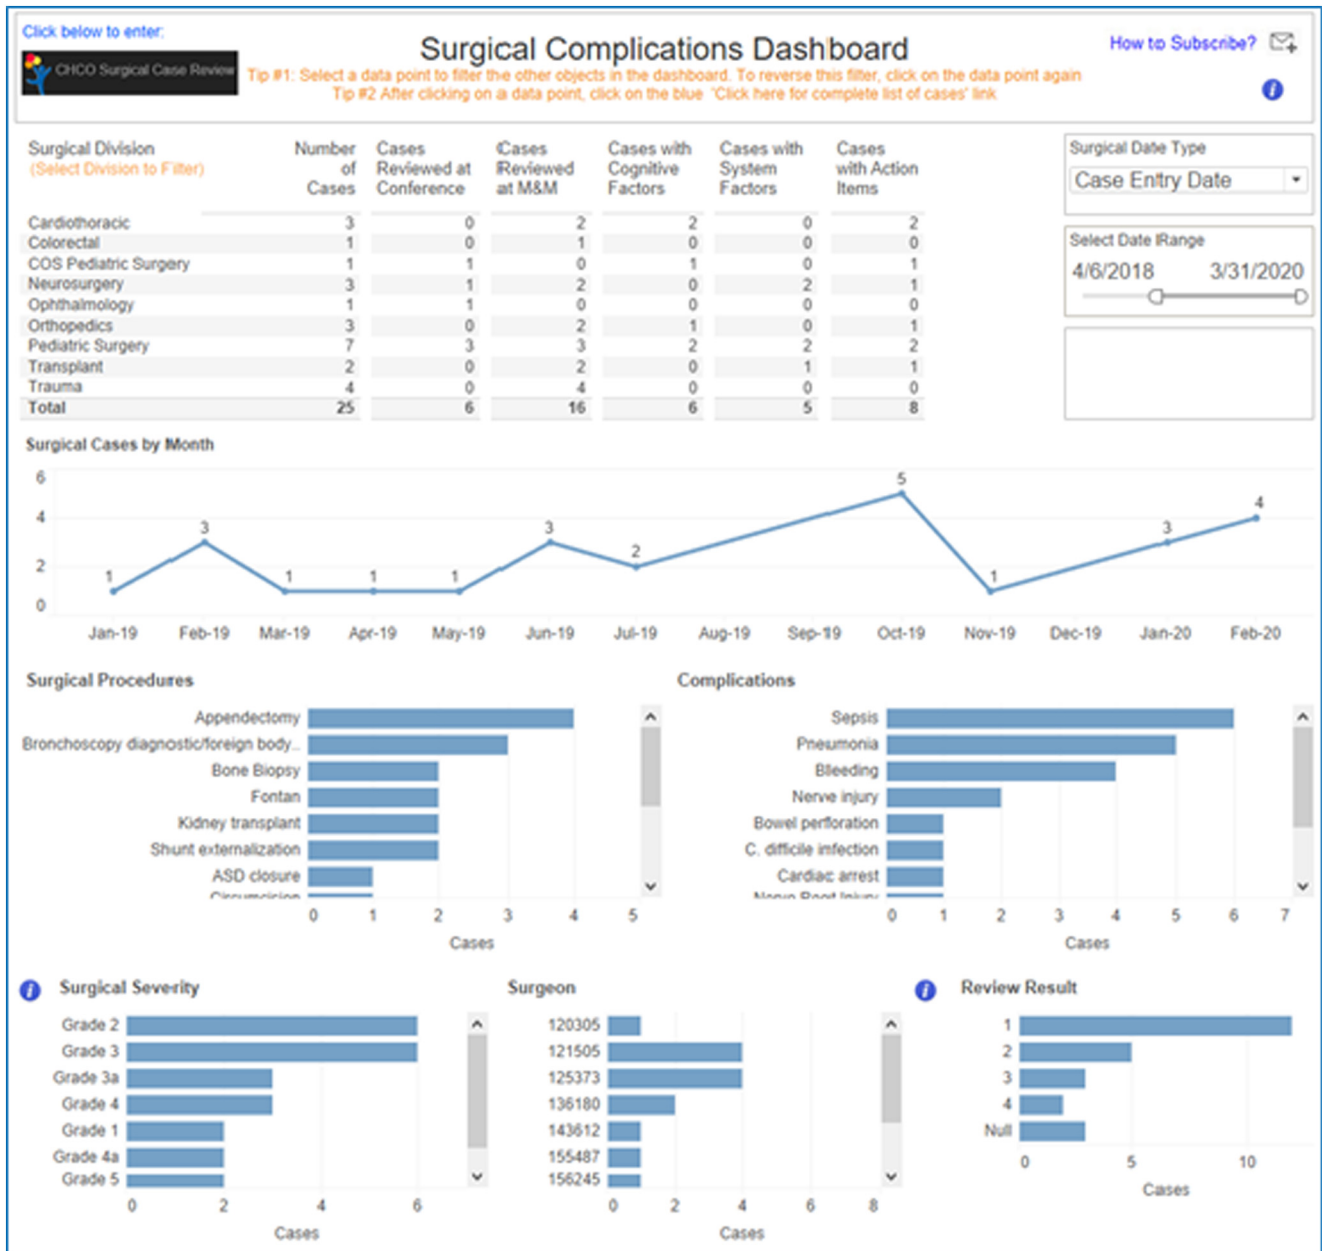 Click below to enter:
CHCO Surgical Case Review
Surgical Complications Dashboard
How to Subscribe?
Tip #1: Select a data point to filter the other objects in the dashboard. To reverse this filter, click on the data point again
Tip #2 After clicking on a data point, click on the blue 'Click here for complete list of cases' link
i
Surgical Division
(Select Division to Filter)
Number of Cases
Cases Reviewed at Conference
Cases Reviewed at M&M
Cases with Cognitive Factors
Cases with System Factors
Cases with Action Items
Cardiothoracic 3 0 2 2 0 2
Colorectal 1 0 1 0 0 0
COS Pediatric Surgery 1 1 0 1 0 1
Neurosurgery 3 1 2 0 2 1
Ophthalmology 1 1 0 0 0 0
Orthopedics 3 0 2 1 0 1
Pediatric Surgery 7 3 3 2 2 2
Transplant 2 0 2 0 1 1
Trauma 4 0 4 0 0 0
Total 25 6 16 6 5 8
Surgical Date Type
Case Entry Date
Select Date Range
4/6/2018 3/31/2020
Surgical Cases by Month
6
4
2
0
1 3 1 1 1 3 2 5 1 3 4
Jan-19 Feb-19 Mar-19 Apr-19 May-19 Jun-19 Jul-19 Aug-19 Sep-19 Oct-19 Nov-19 Dec-19 Jan-20 Feb-20
Surgical Procedures
Appendectomy
Bronchoscopy diagnostic/foreign body...
Bone Biopsy
Fontan
Kidney transplant
Shunt externalization
ASD closure
Circumcision
0 1 2 3 4 5
Cases
Complications
Sepsis
Pneumonia
Bleeding
Nerve injury
Bowel perforation
C. difficile infection
Cardiac arrest
Nerve Root Injury
0 1 2 3 4 5 6 7
Cases
i
Surgical Severity
Grade 2
Grade 3
Grade 3a
Grade 4
Grade 1
Grade 4a
Grade 5
0 2 4 6
Cases
Surgeon
120305
121505
125373
136180
143612
155487
156245
0 2 4 6 8
Cases
i
Review Result
1
2
3
4
Null
0 5 10
Cases